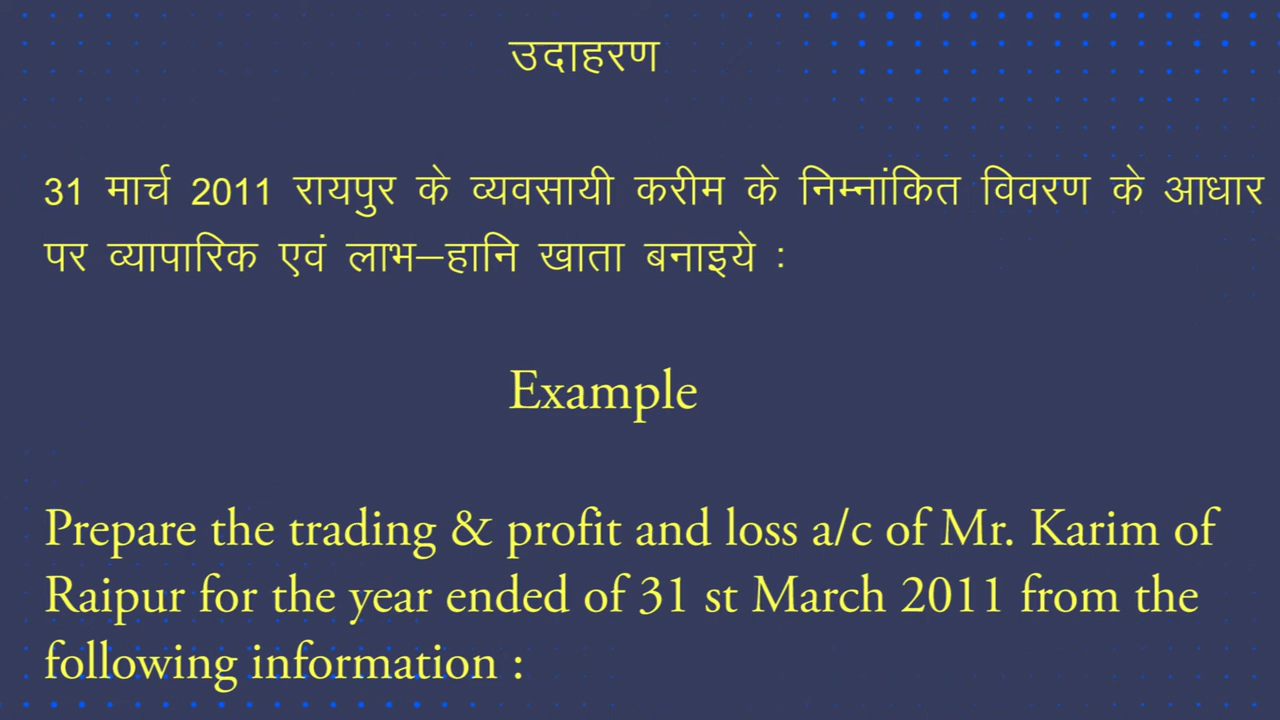 उदाहरण
31 मार्च 2011 रायपुर के व्यवसायी करीम के निम्नांकित विवरण के आधार
पर व्यापारिक एवं लाभ–हानि खाता बनाइये :
Example
Prepare the trading & profit and loss a/c of Mr. Karim of
Raipur for the year ended of 31 st March 2011 from the
following information :